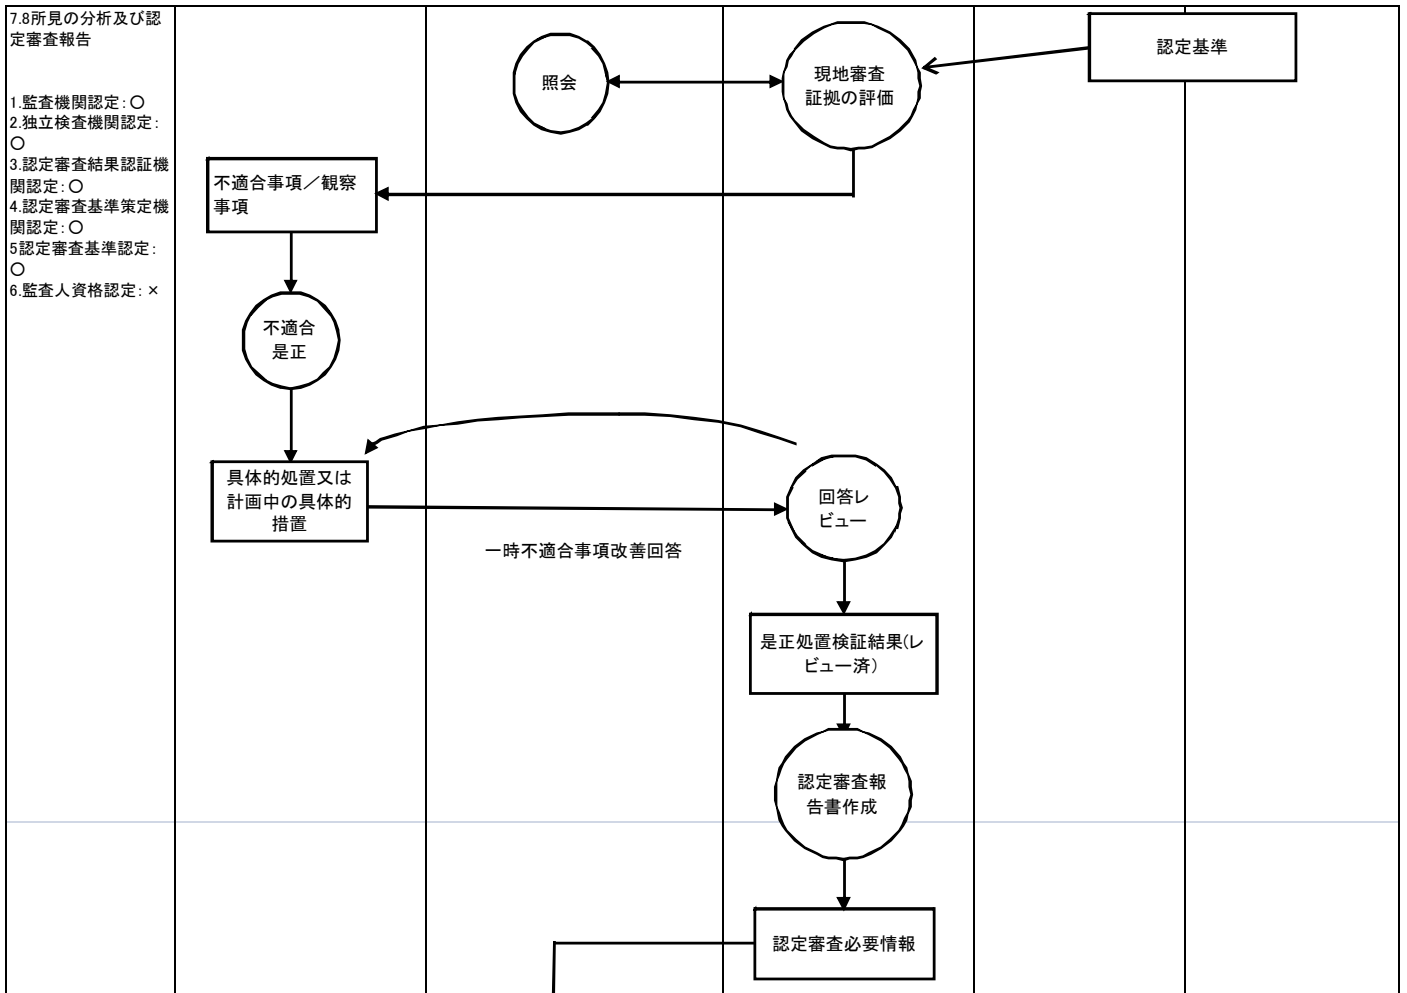 7.8所見の分析及び認
定審査報告
1.監査機関認定:○
2.独立検査機関認定:
○
3.認定審査結果認証機
関認定:○
4.認定審査基準策定機
関認定:○
5認定審査基準認定:
○
6.監査人資格認定:×
照会
現地審査
証拠の評価
認定基準
不適合事項／観察
事項
不適合
是正
具体的処置又は
計画中の具体的
措置
回答レ
ビュー
一時不適合事項改善回答
是正処置検証結果(レ
ビュー済)
認定審査報
告書作成
認定審査必要情報